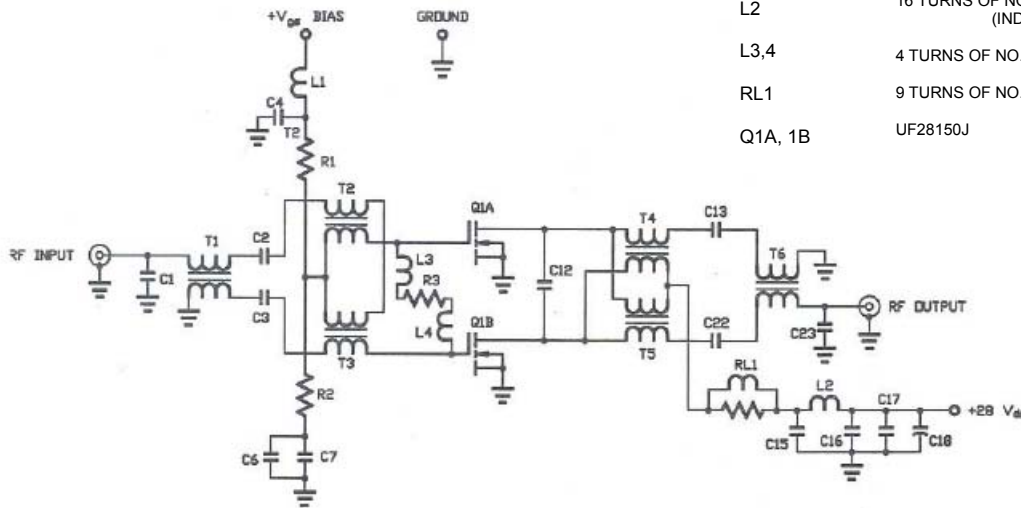 +V_GS BIAS
GROUND
L2
16 TURNS OF NO
(IND
L3,4
4 TURNS OF NO.
RL1
9 TURNS OF NO.
Q1A, 1B
UF28150J
L1
C4
T2
R1
T2
Q1A
T4
C13
T6
RF INPUT
T1
C2
L3
C12
C1
R3
RF OUTPUT
C3
L4
Q1B
C22
C23
T3
T5
R2
RL1
L2
C17
+28 Vd
C15
C16
C18
C6
C7